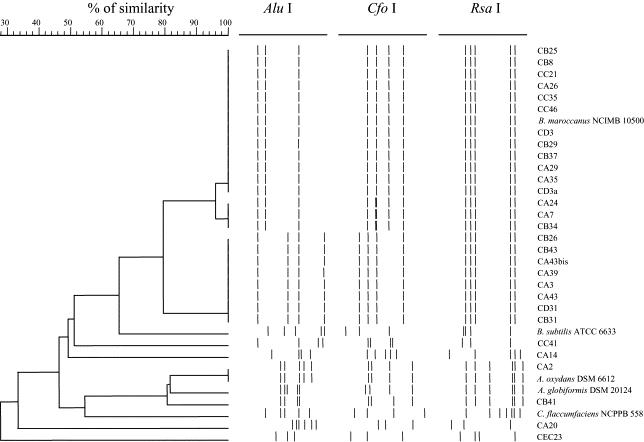 % of similarity
Alu I
Cfo I
Rsa I
30 40 50 60 70 80 90 100
CB25
CB8
CC21
CA26
CC35
CC46
B. maroccanus NCIMB 10500
CD3
CB29
CB37
CA29
CA35
CD3a
CA24
CA7
CB34
CB26
CB43
CA43bis
CA39
CA3
CA43
CD31
CB31
B. subtilis ATCC 6633
CC41
CA14
CA2
A. oxydans DSM 6612
A. globiformis DSM 20124
CB41
C. flaccumfaciens NCPPB 558
CA20
CEC23